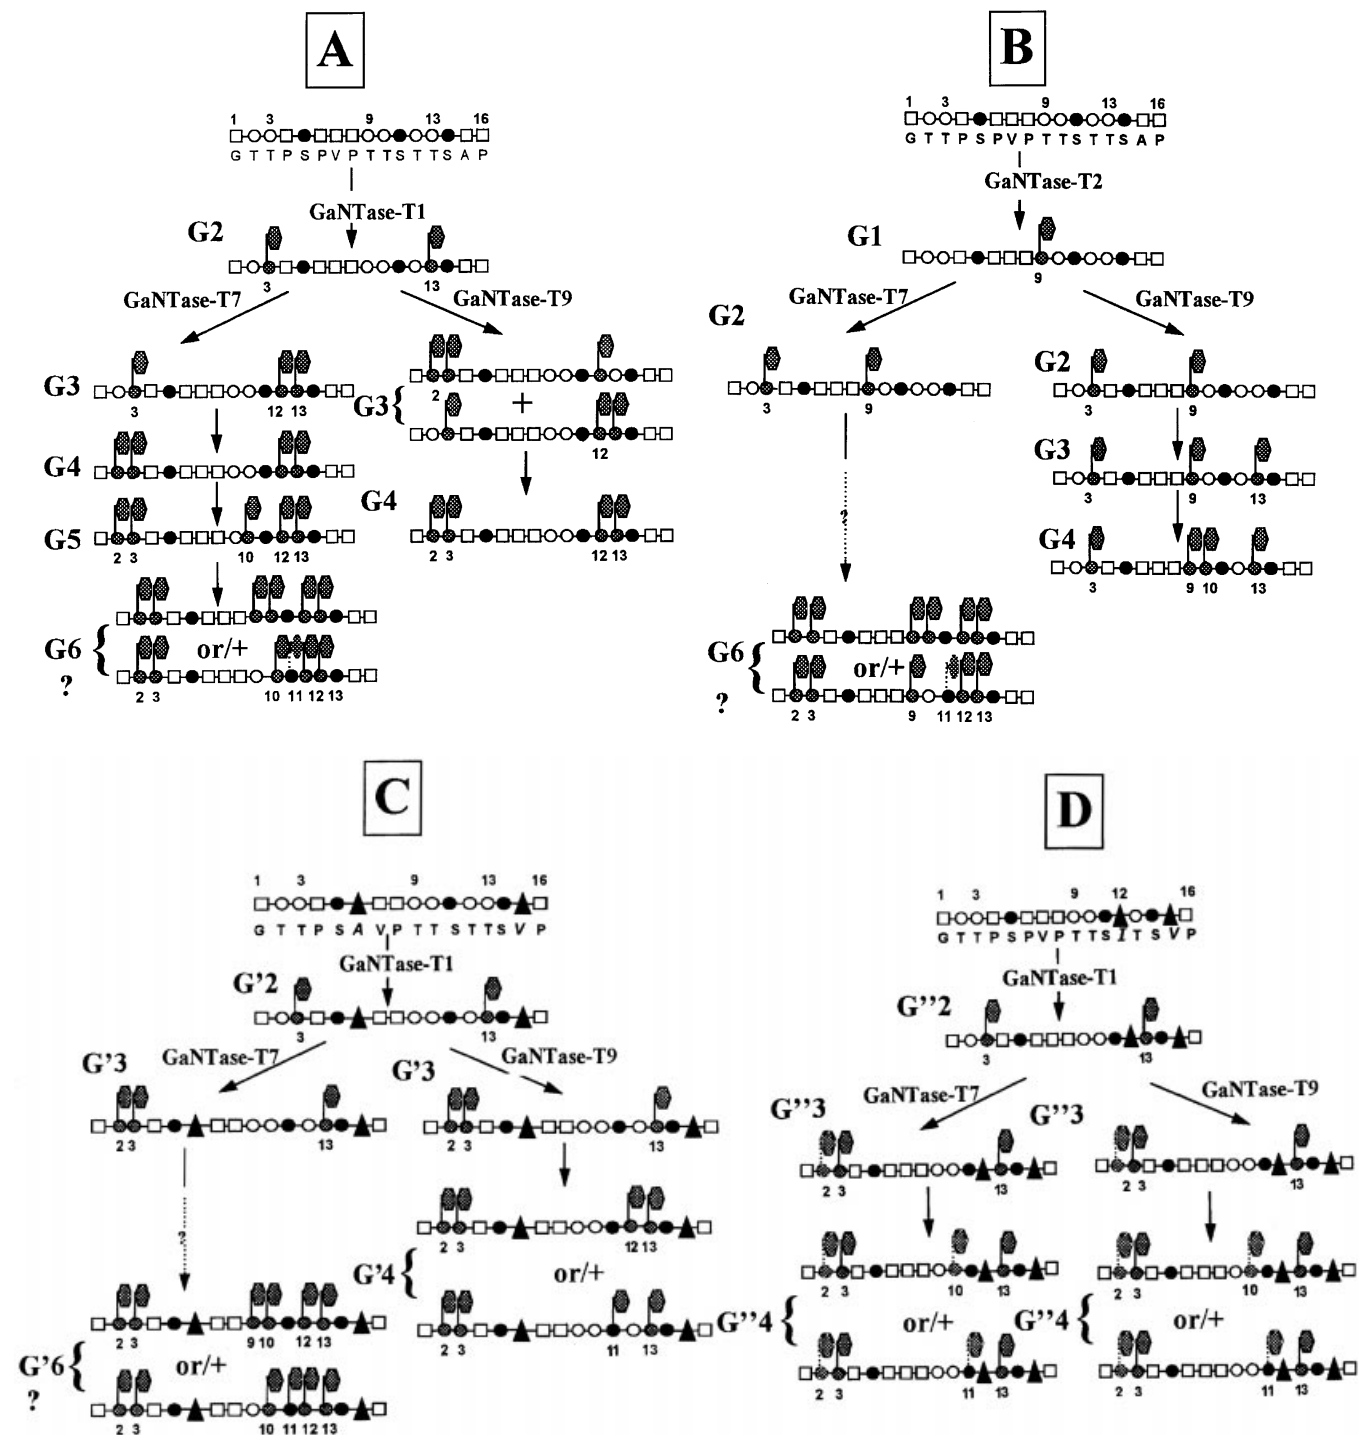 A
1 3 9 13 16
G T T P S P V P T T S T T S A P
GaNTase-T1
G2
3 13
GaNTase-T7 GaNTase-T9
G3
3 12 13
G3{
2
+
12
G4
G4
2 3 12 13
G5
2 3 10 12 13
G6 {
?
or/+
2 3 10 11 12 13
B
1 3 9 13 16
G T T P S P V P T T S T T S A P
GaNTase-T2
G1
9
GaNTase-T7 GaNTase-T9
G2
3 9
G2
3 9
G3
3 9 13
?
G4
3 9 10 13
G6 {
?
or/+
2 3 9 11 12 13
C
1 3 9 13 16
G T T P S A V P T T S T T S V P
GaNTase-T1
G'2
3 13
GaNTase-T7 GaNTase-T9
G'3
2 3 13
G'3
2 3 13
?
G'4 {
2 3 12 13
or/+
2 3 11 13
G'6 {
?
2 3 9 10 12 13
or/+
2 3 10 11 12 13
D
1 3 9 12 16
G T T P S P V P T T S I T S V P
GaNTase-T1
G''2
3 13
GaNTase-T7 GaNTase-T9
G''3
2 3 13
G''3
2 3 13
G''4 {
2 3 10 13
or/+
2 3 11 13
G''4 {
2 3 10 13
or/+
2 3 11 13